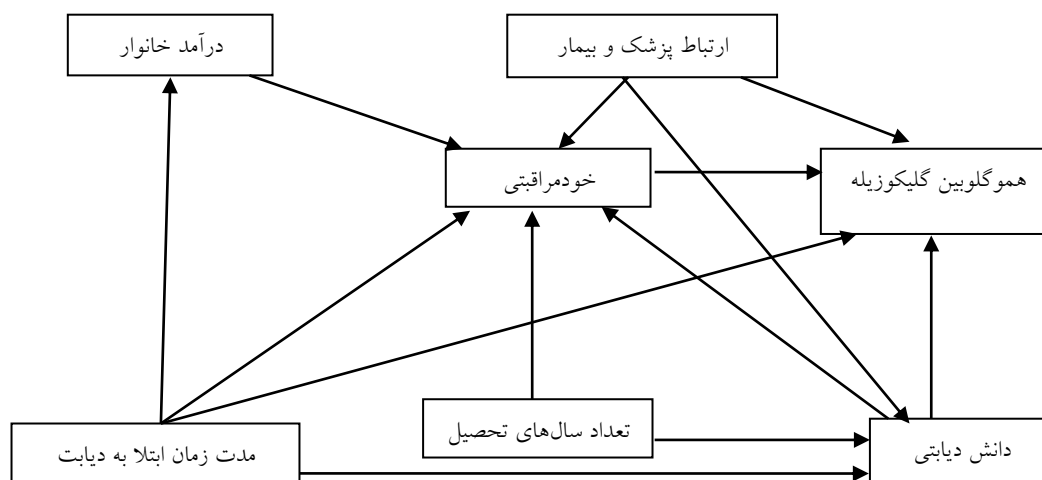 ارتباط پزشک و بیمار
درآمد خانوار
هموگلوبین گلیکوزیله
خودمراقبتی
دانش دیابتی
تعداد سال‌های تحصیل
مدت زمان ابتلا به دیابت